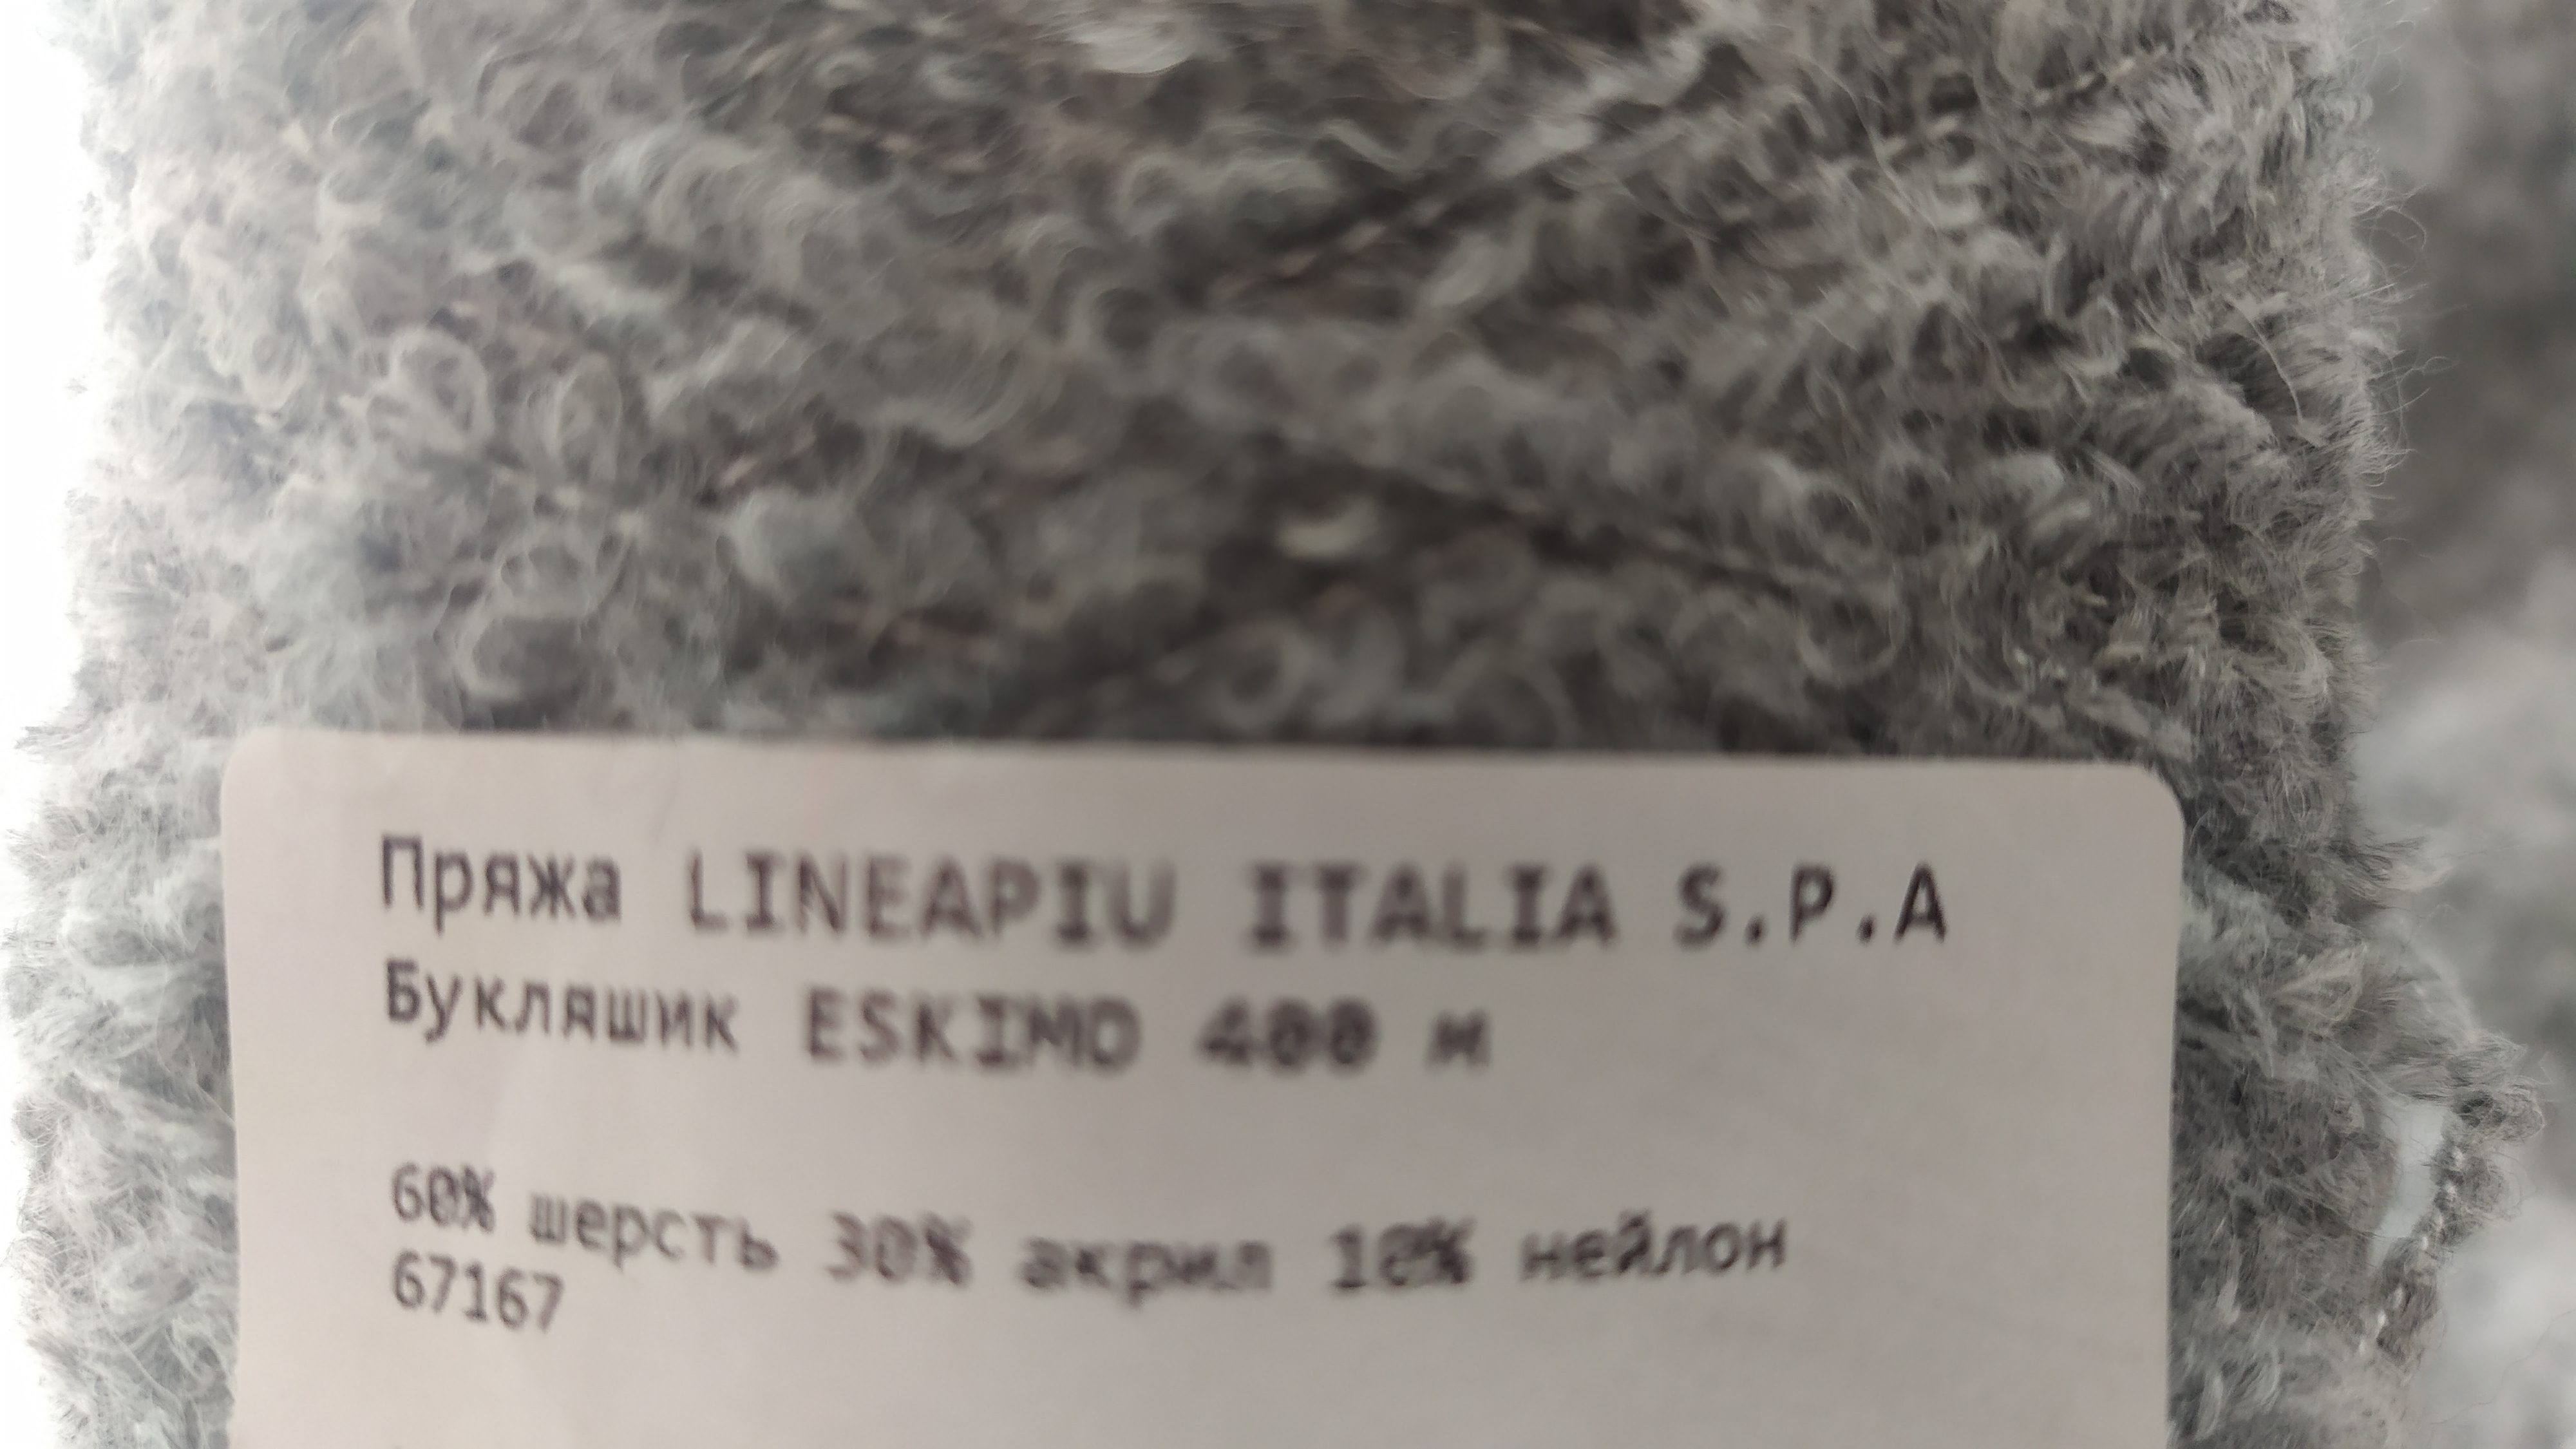 Пряжа LINEAPIU ITALIA S.P.A
Букляшик ESKIMO 400 м
60% шерсть 30% акрил 10% нейлон
67167